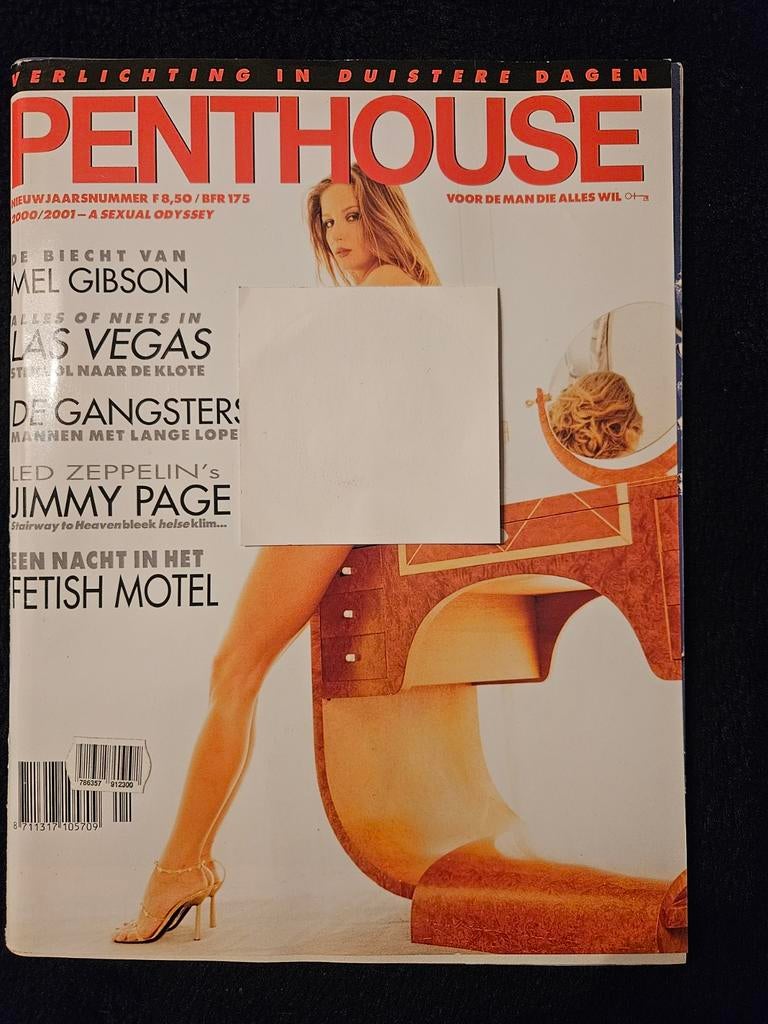 VERLICHTING IN DUISTERE DAGEN
PENTHOUSE
NIEUWJAARSNUMMER F 8,50 / BFR 175
2000/2001 – A SEXUAL ODYSSEY
VOOR DE MAN DIE ALLES WIL
DE BIECHT VAN
MEL GIBSON
ALLES OF NIETS IN
LAS VEGAS
NAAR DE KLOTE
DE GANGSTERS
MANNEN MET LANGE LOPE
LED ZEPPELIN's
JIMMY PAGE
Stairway to Heaven bleek helse klim...
EEN NACHT IN HET
FETISH MOTEL
786357 912300
8 711317 105709